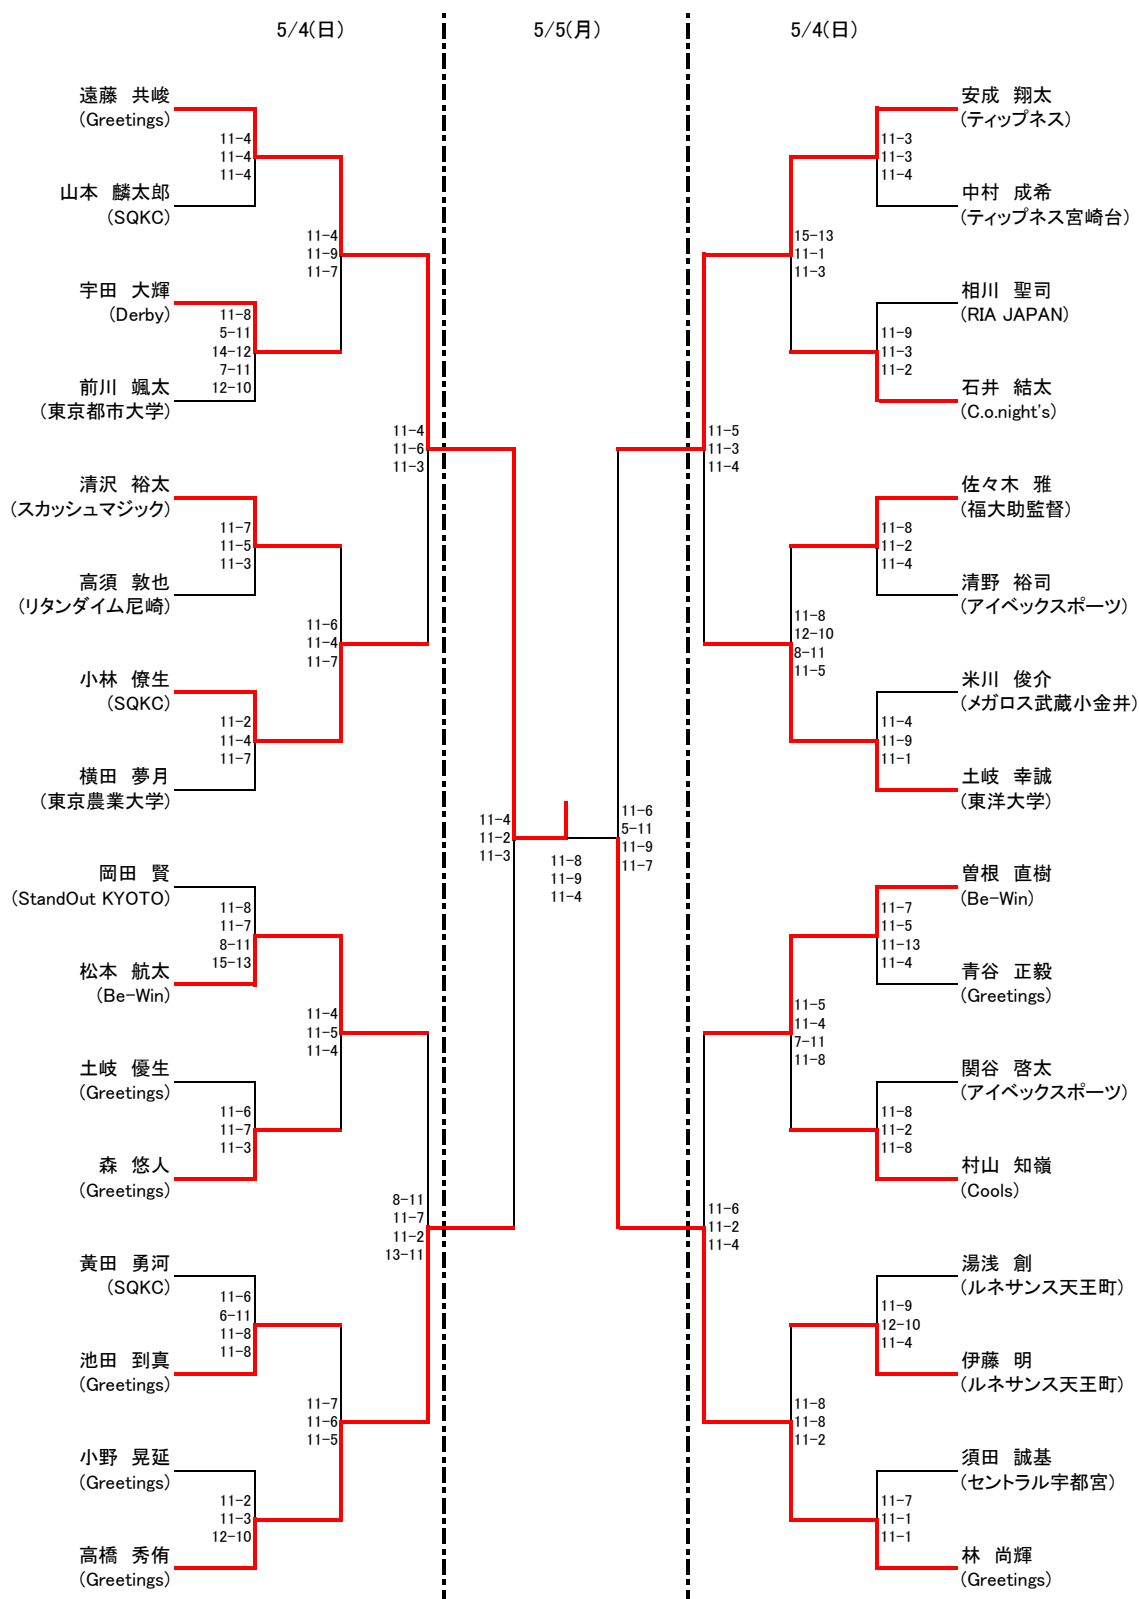 5/4(日)
5/5(月)
5/4(日)
遠藤 共峻
(Greetings)
11-4
11-4
11-4
山本 麟太郎
(SQKC)
11-4
11-9
11-7
宇田 大輝
(Derby)
11-8
5-11
14-12
7-11
12-10
前川 颯太
(東京都市大学)
11-4
11-6
11-3
清沢 裕太
(スカッシュマジック)
11-7
11-5
11-3
高須 敦也
(リタンダイム尼崎)
11-6
11-4
11-7
小林 僚生
(SQKC)
11-2
11-4
11-7
横田 夢月
(東京農業大学)
11-4
11-2
11-3
岡田 賢
(StandOut KYOTO)
11-8
11-7
8-11
15-13
松本 航太
(Be-Win)
11-4
11-5
11-4
土岐 優生
(Greetings)
11-6
11-7
11-3
森 悠人
(Greetings)
8-11
11-7
11-2
13-11
黃田 勇河
(SQKC)
11-6
6-11
11-8
11-8
池田 到真
(Greetings)
11-7
11-6
11-5
小野 晃延
(Greetings)
11-2
11-3
12-10
高橋 秀侑
(Greetings)
11-8
11-9
11-4
安成 翔太
(ティップネス)
11-3
11-3
11-4
中村 成希
(ティップネス宮崎台)
15-13
11-1
11-3
相川 聖司
(RIA JAPAN)
11-9
11-3
11-2
石井 結太
(C.o.night's)
11-5
11-3
11-4
佐々木 雅
(福大助監督)
11-8
11-2
11-4
清野 裕司
(アイベックスポーツ)
11-8
12-10
8-11
11-5
米川 俊介
(メガロス武蔵小金井)
11-4
11-9
11-1
土岐 幸誠
(東洋大学)
11-6
5-11
11-9
11-7
曽根 直樹
(Be-Win)
11-7
11-5
11-13
11-4
青谷 正毅
(Greetings)
11-5
11-4
7-11
11-8
関谷 啓太
(アイベックスポーツ)
11-8
11-2
11-8
村山 知嶺
(Cools)
11-6
11-2
11-4
湯浅 創
(ルネサンス天王町)
11-9
12-10
11-4
伊藤 明
(ルネサンス天王町)
11-8
11-8
11-2
須田 誠基
(セントラル宇都宮)
11-7
11-1
11-1
林 尚輝
(Greetings)